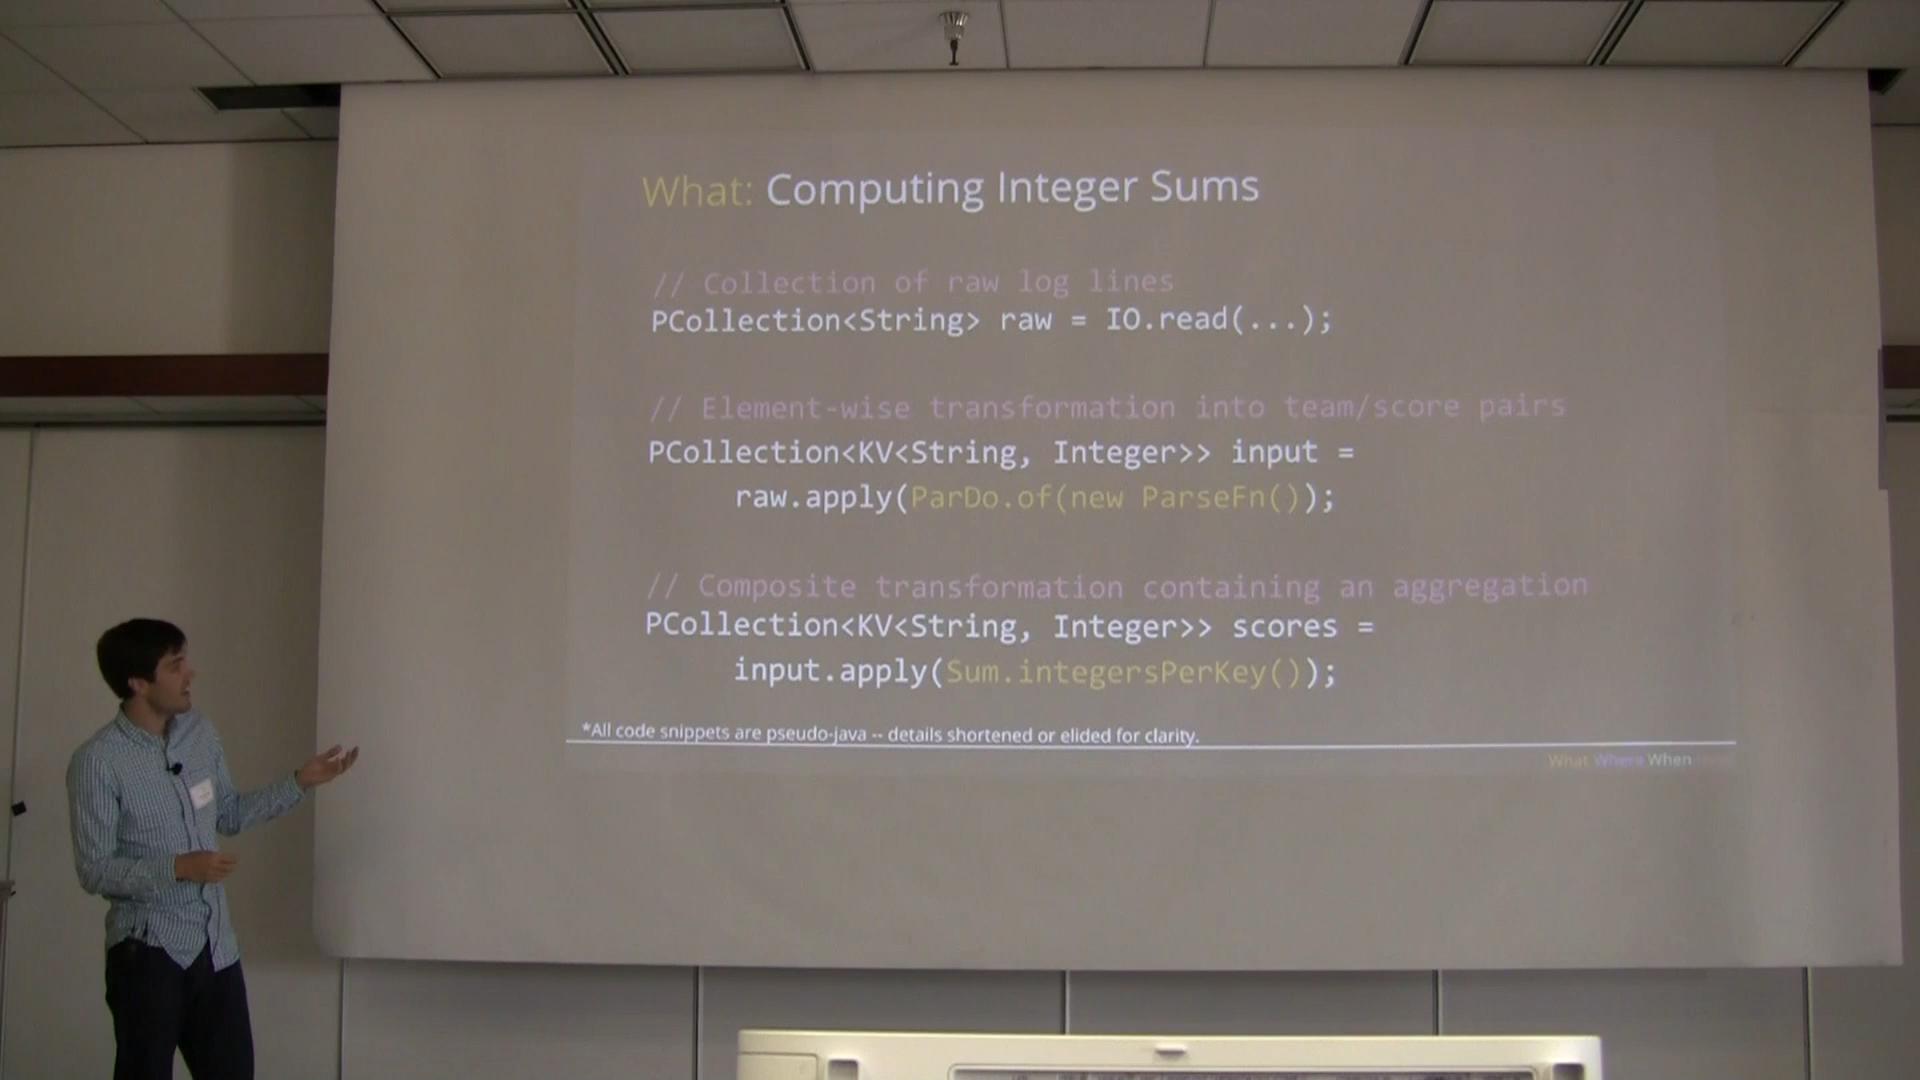 What: Computing Integer Sums
// Collection of raw log lines
PCollection<String> raw = IO.read(...);
// Element-wise transformation into team/score pairs
PCollection<KV<String, Integer>> input =
raw.apply(ParDo.of(new ParseFn());
// Composite transformation containing an aggregation
PCollection<KV<String, Integer>> scores =
input.apply(Sum.integersPerKey());
*All code snippets are pseudo-java -- details shortened or elided for clarity.
What Where When